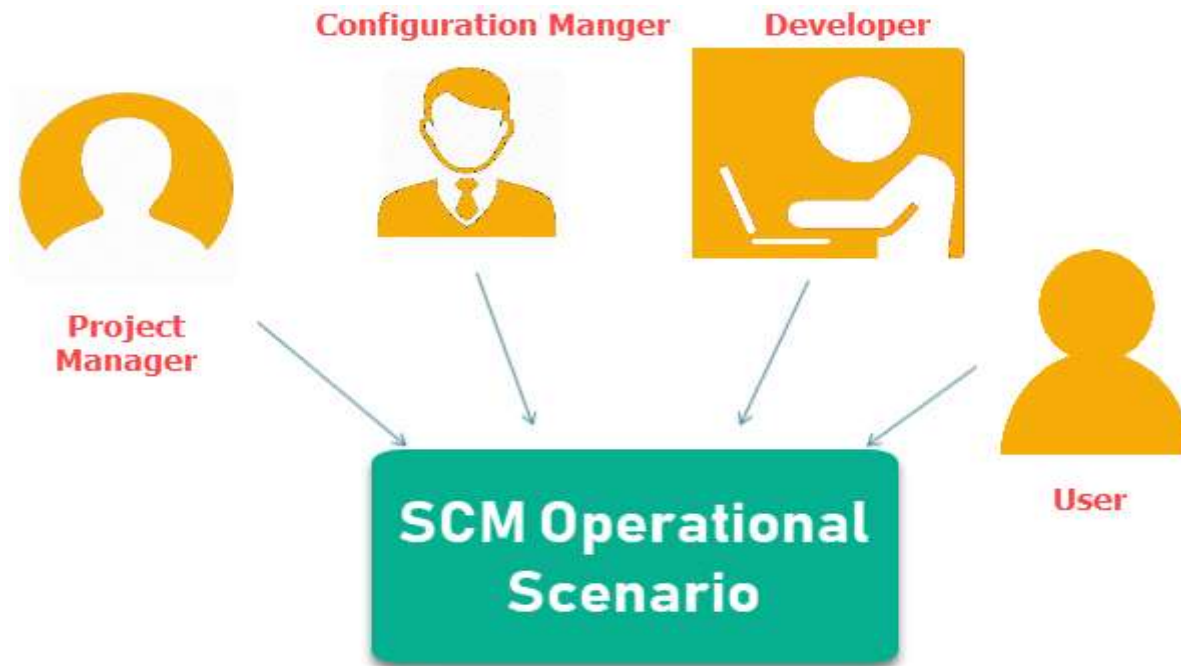 Configuration Manger
Developer
Project
Manager
User
SCM Operational
Scenario